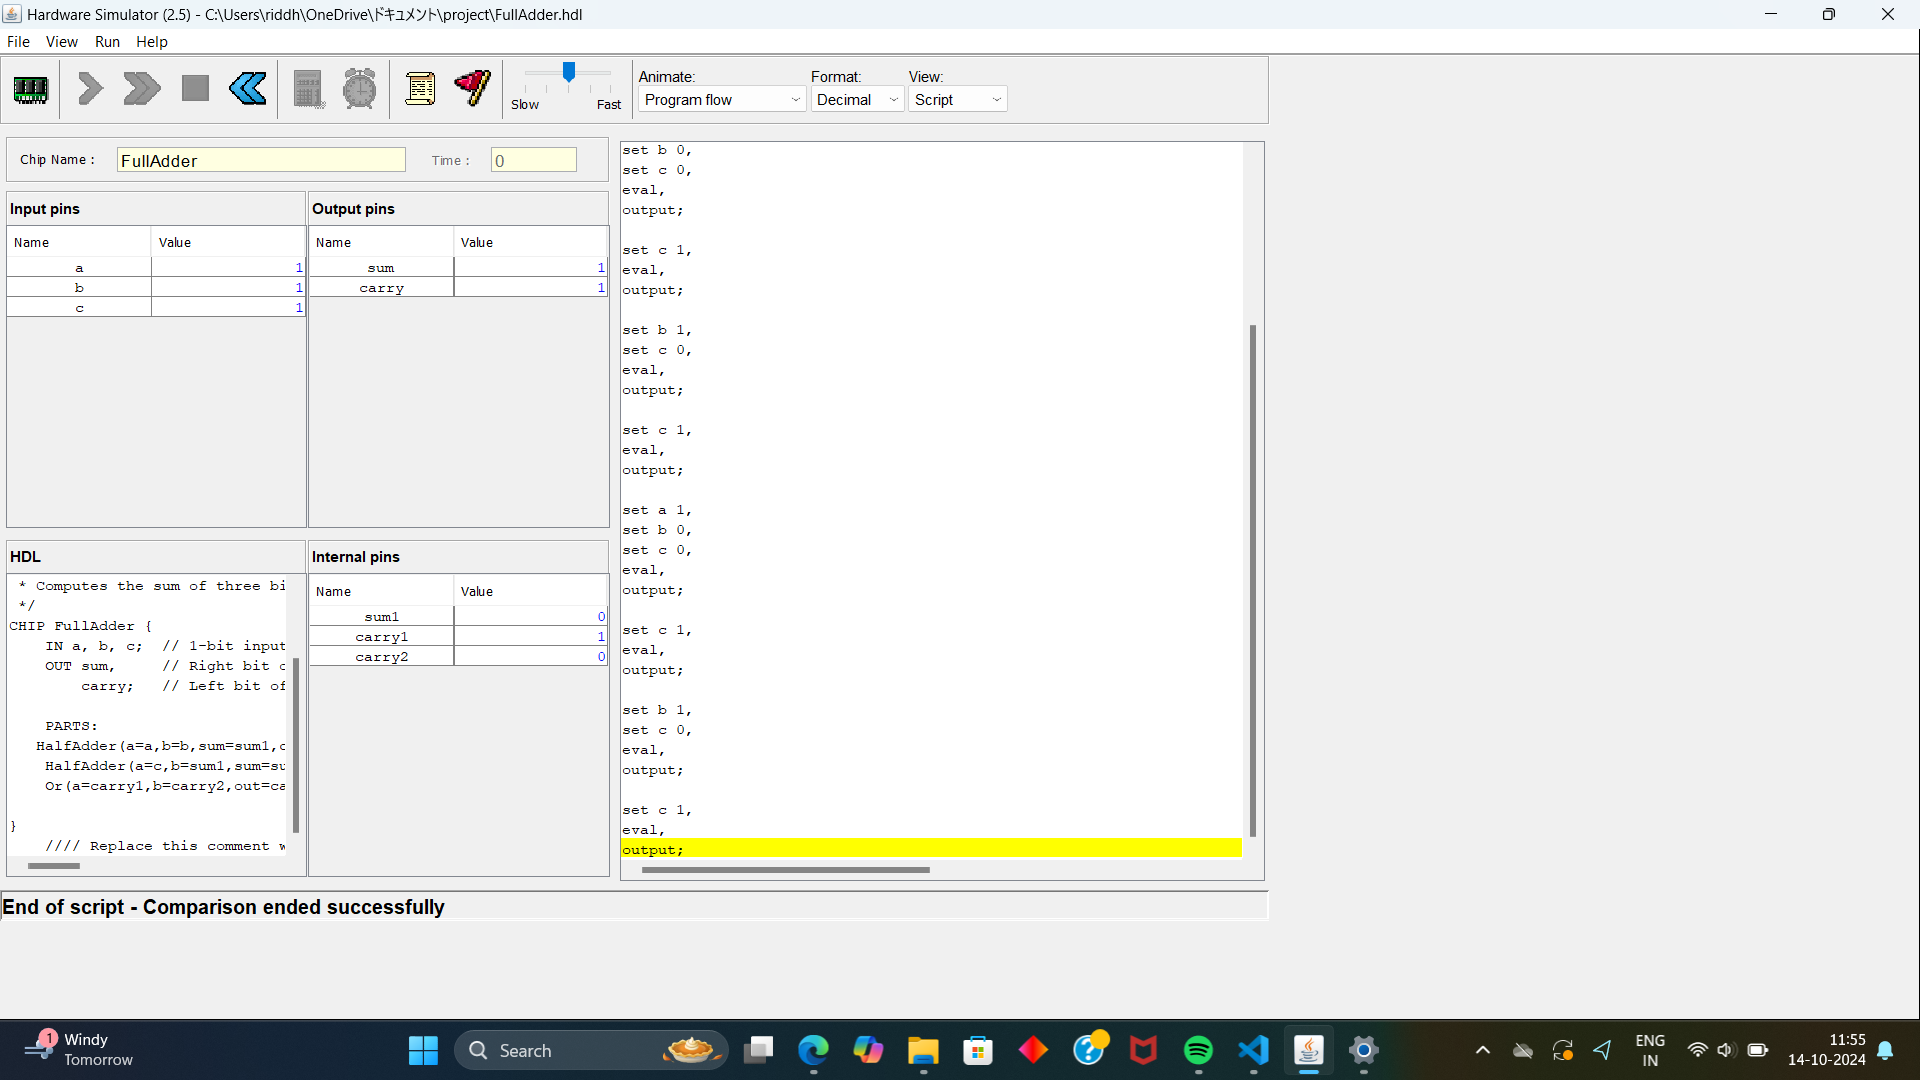 Hardware Simulator (2.5) - C:\Users\riddh\OneDrive\ドキュメント\project\FullAdder.hdl
File View Run Help
Slow Fast
Animate: Format: View:
Program flow Decimal Script
Chip Name : FullAdder Time : 0
Input pins
Name Value
a 1
b 1
c 1
Output pins
Name Value
sum 1
carry 1
HDL
* Computes the sum of three bi
*/
CHIP FullAdder {
IN a, b, c; // 1-bit input
OUT sum, // Right bit o
carry; // Left bit of
PARTS:
HalfAdder(a=a,b=b,sum=sum1,c
HalfAdder(a=c,b=sum1,sum=su
Or(a=carry1,b=carry2,out=ca
}
//// Replace this comment w
Internal pins
Name Value
sum1 0
carry1 1
carry2 0
set b 0,
set c 0,
eval,
output;
set c 1,
eval,
output;
set b 1,
set c 0,
eval,
output;
set c 1,
eval,
output;
set a 1,
set b 0,
set c 0,
eval,
output;
set c 1,
eval,
output;
set b 1,
set c 0,
eval,
output;
set c 1,
eval,
output;
End of script - Comparison ended successfully
1
Windy
Tomorrow
Search
ENG
IN
11:55
14-10-2024